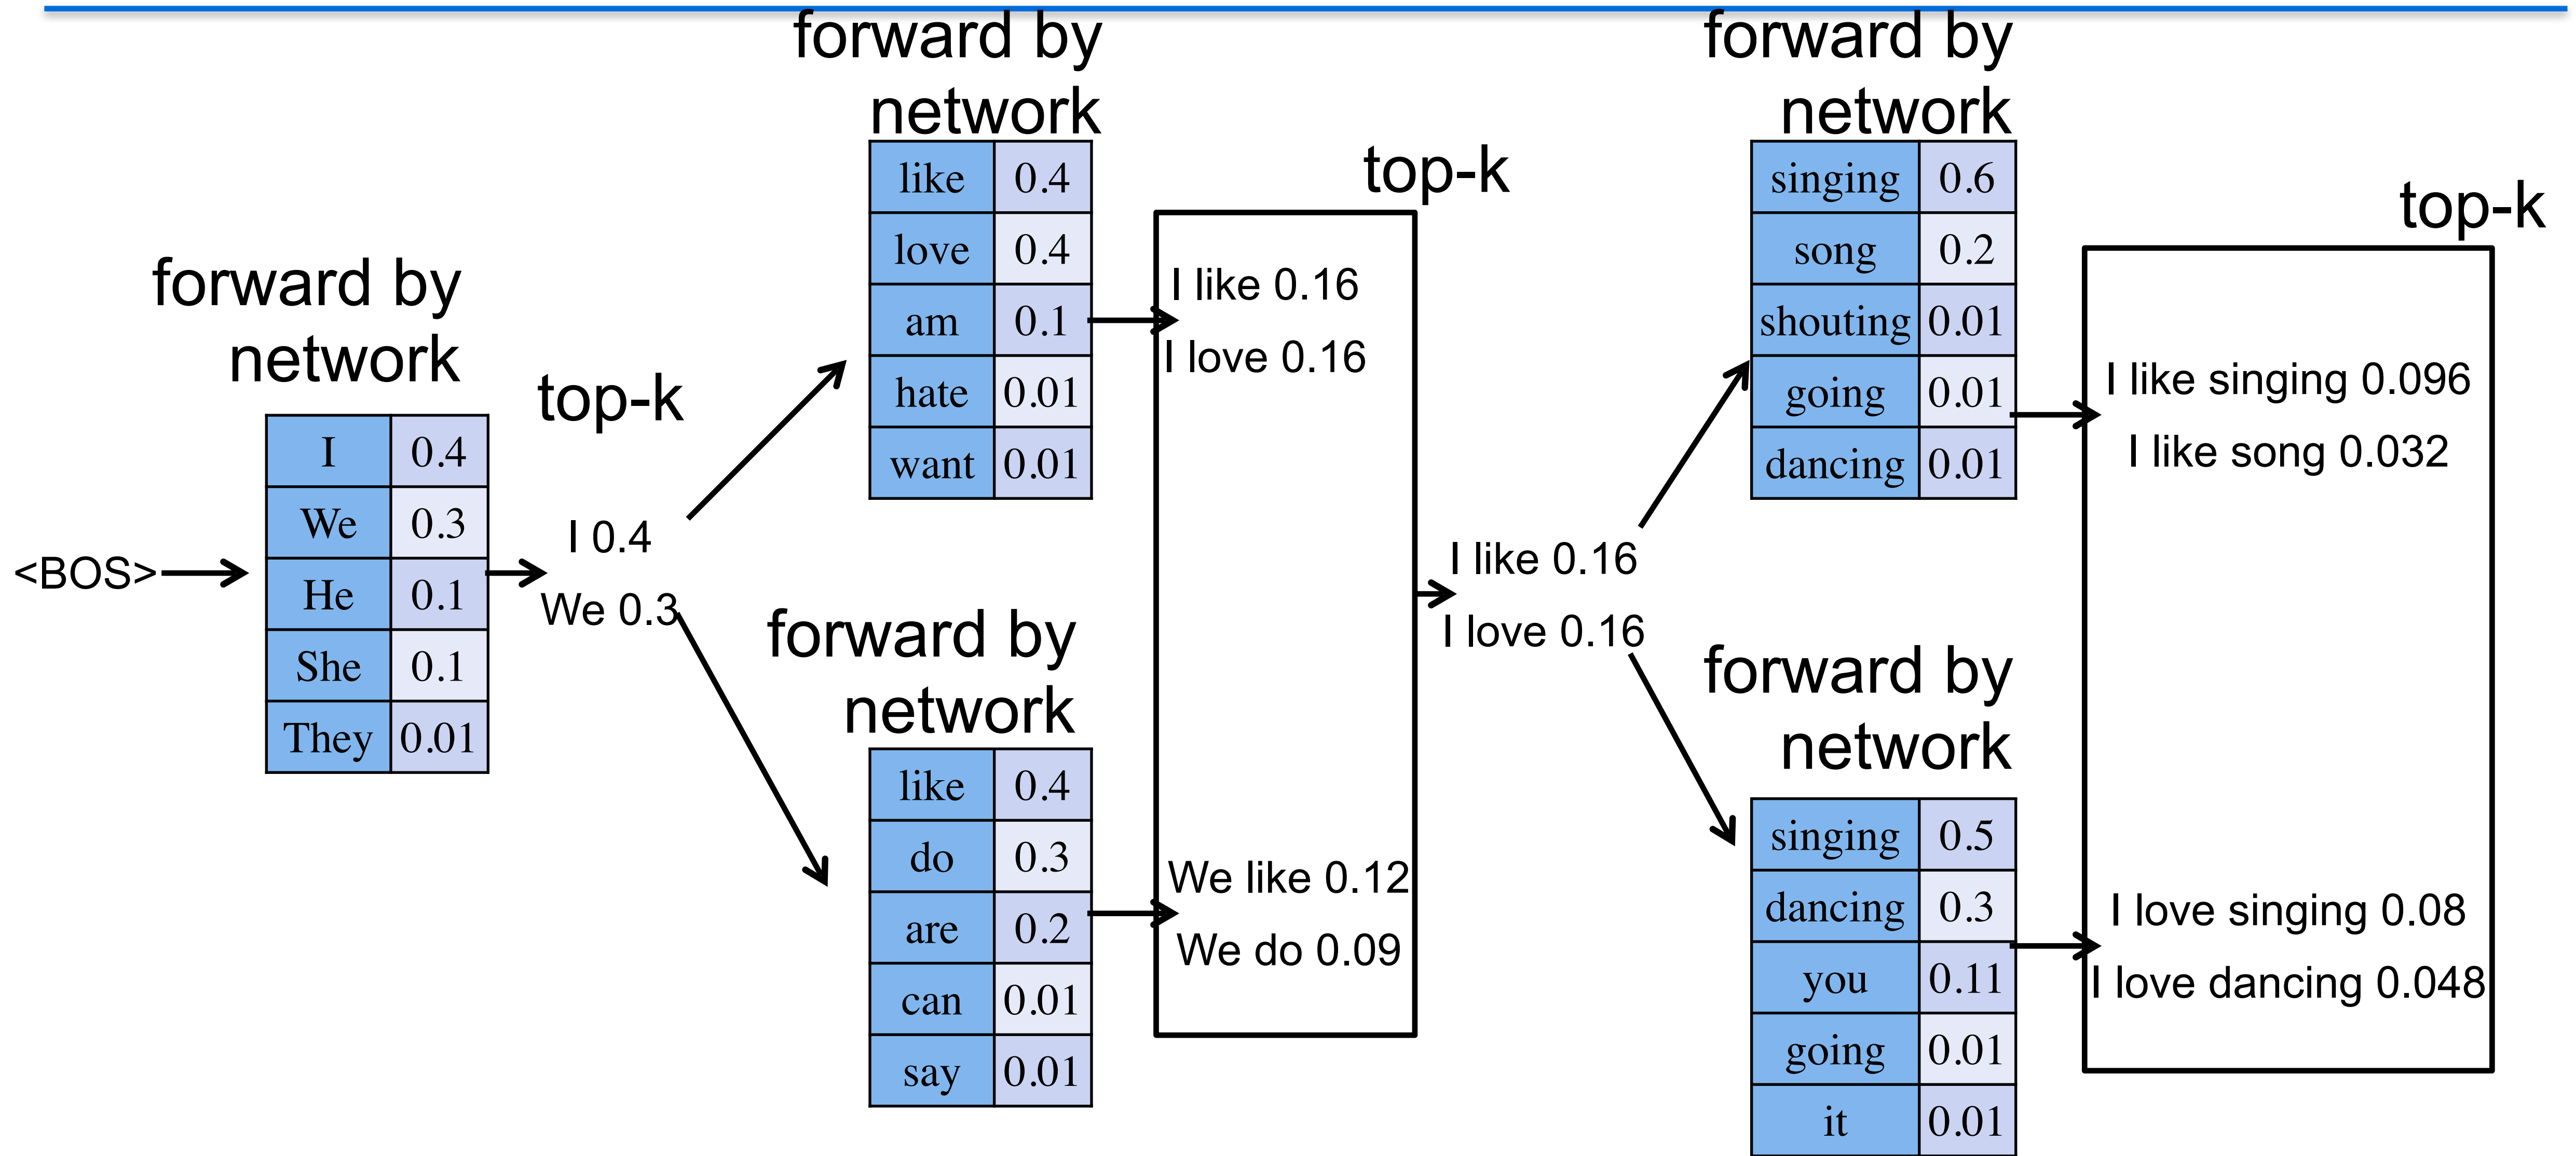 forward by
network
I 0.4
We 0.3
He 0.1
She 0.1
They 0.01
<BOS>
top-k
I 0.4
We 0.3
forward by
network
like 0.4
love 0.4
am 0.1
hate 0.01
want 0.01
forward by
network
like 0.4
do 0.3
are 0.2
can 0.01
say 0.01
top-k
I like 0.16
I love 0.16
We like 0.12
We do 0.09
I like 0.16
I love 0.16
forward by
network
singing 0.6
song 0.2
shouting 0.01
going 0.01
dancing 0.01
forward by
network
singing 0.5
dancing 0.3
you 0.11
going 0.01
it 0.01
top-k
I like singing 0.096
I like song 0.032
I love singing 0.08
I love dancing 0.048